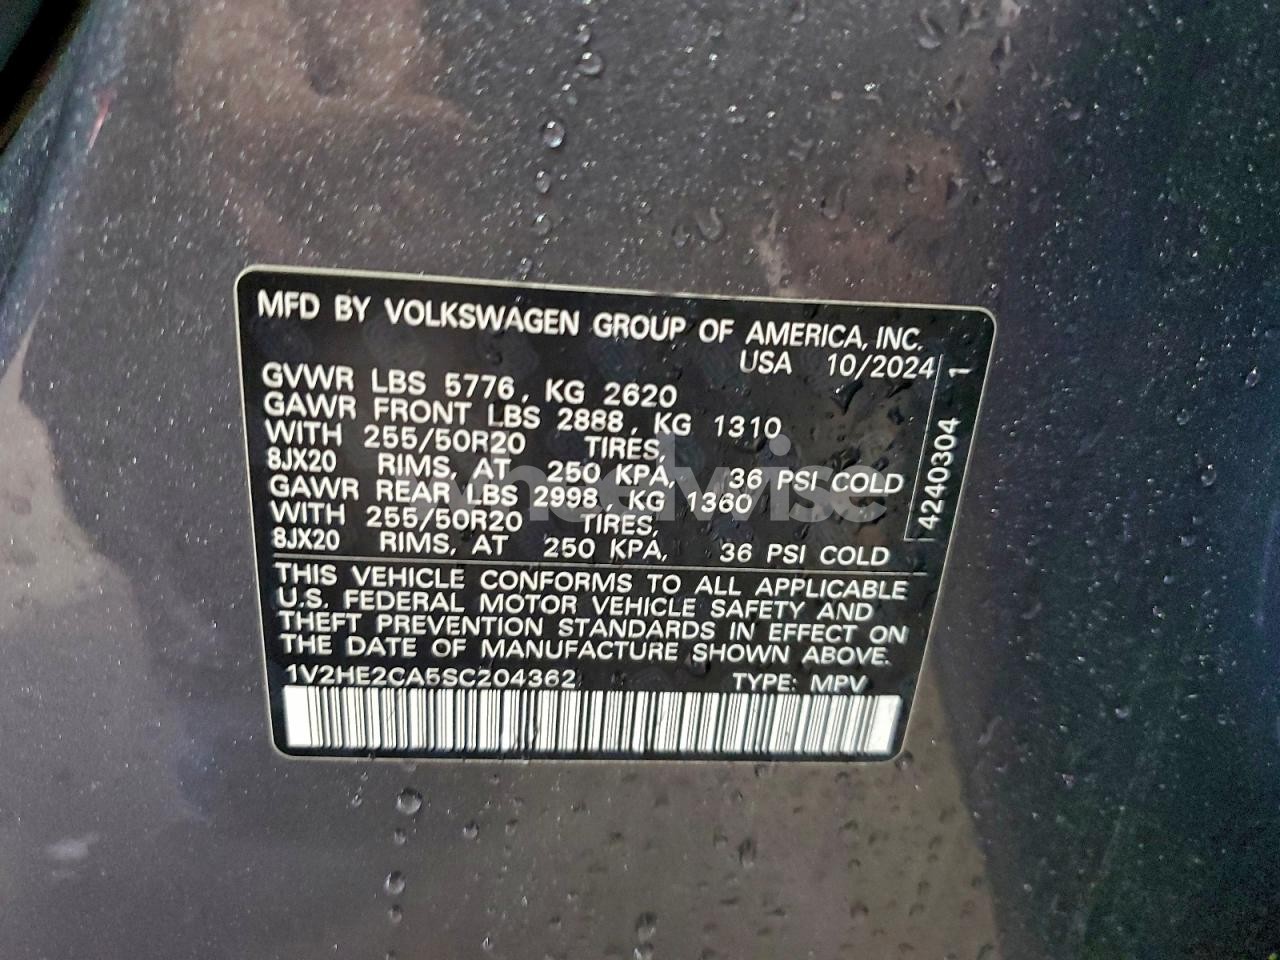 MFD BY VOLKSWAGEN GROUP OF AMERICA, INC.
USA 10/2024
GVWR LBS 5776, KG 2620
GAWR FRONT LBS 2888, KG 1310
WITH 255/50R20 TIRES,
8JX20 RIMS, AT 250 KPA, 36 PSI COLD
GAWR REAR LBS 2998, KG 1360
WITH 255/50R20 TIRES,
8JX20 RIMS, AT 250 KPA, 36 PSI COLD
THIS VEHICLE CONFORMS TO ALL APPLICABLE
U.S. FEDERAL MOTOR VEHICLE SAFETY AND
THEFT PREVENTION STANDARDS IN EFFECT ON
THE DATE OF MANUFACTURE SHOWN ABOVE.
1V2HE2CA5SC204362 TYPE: MPV
4240304 1